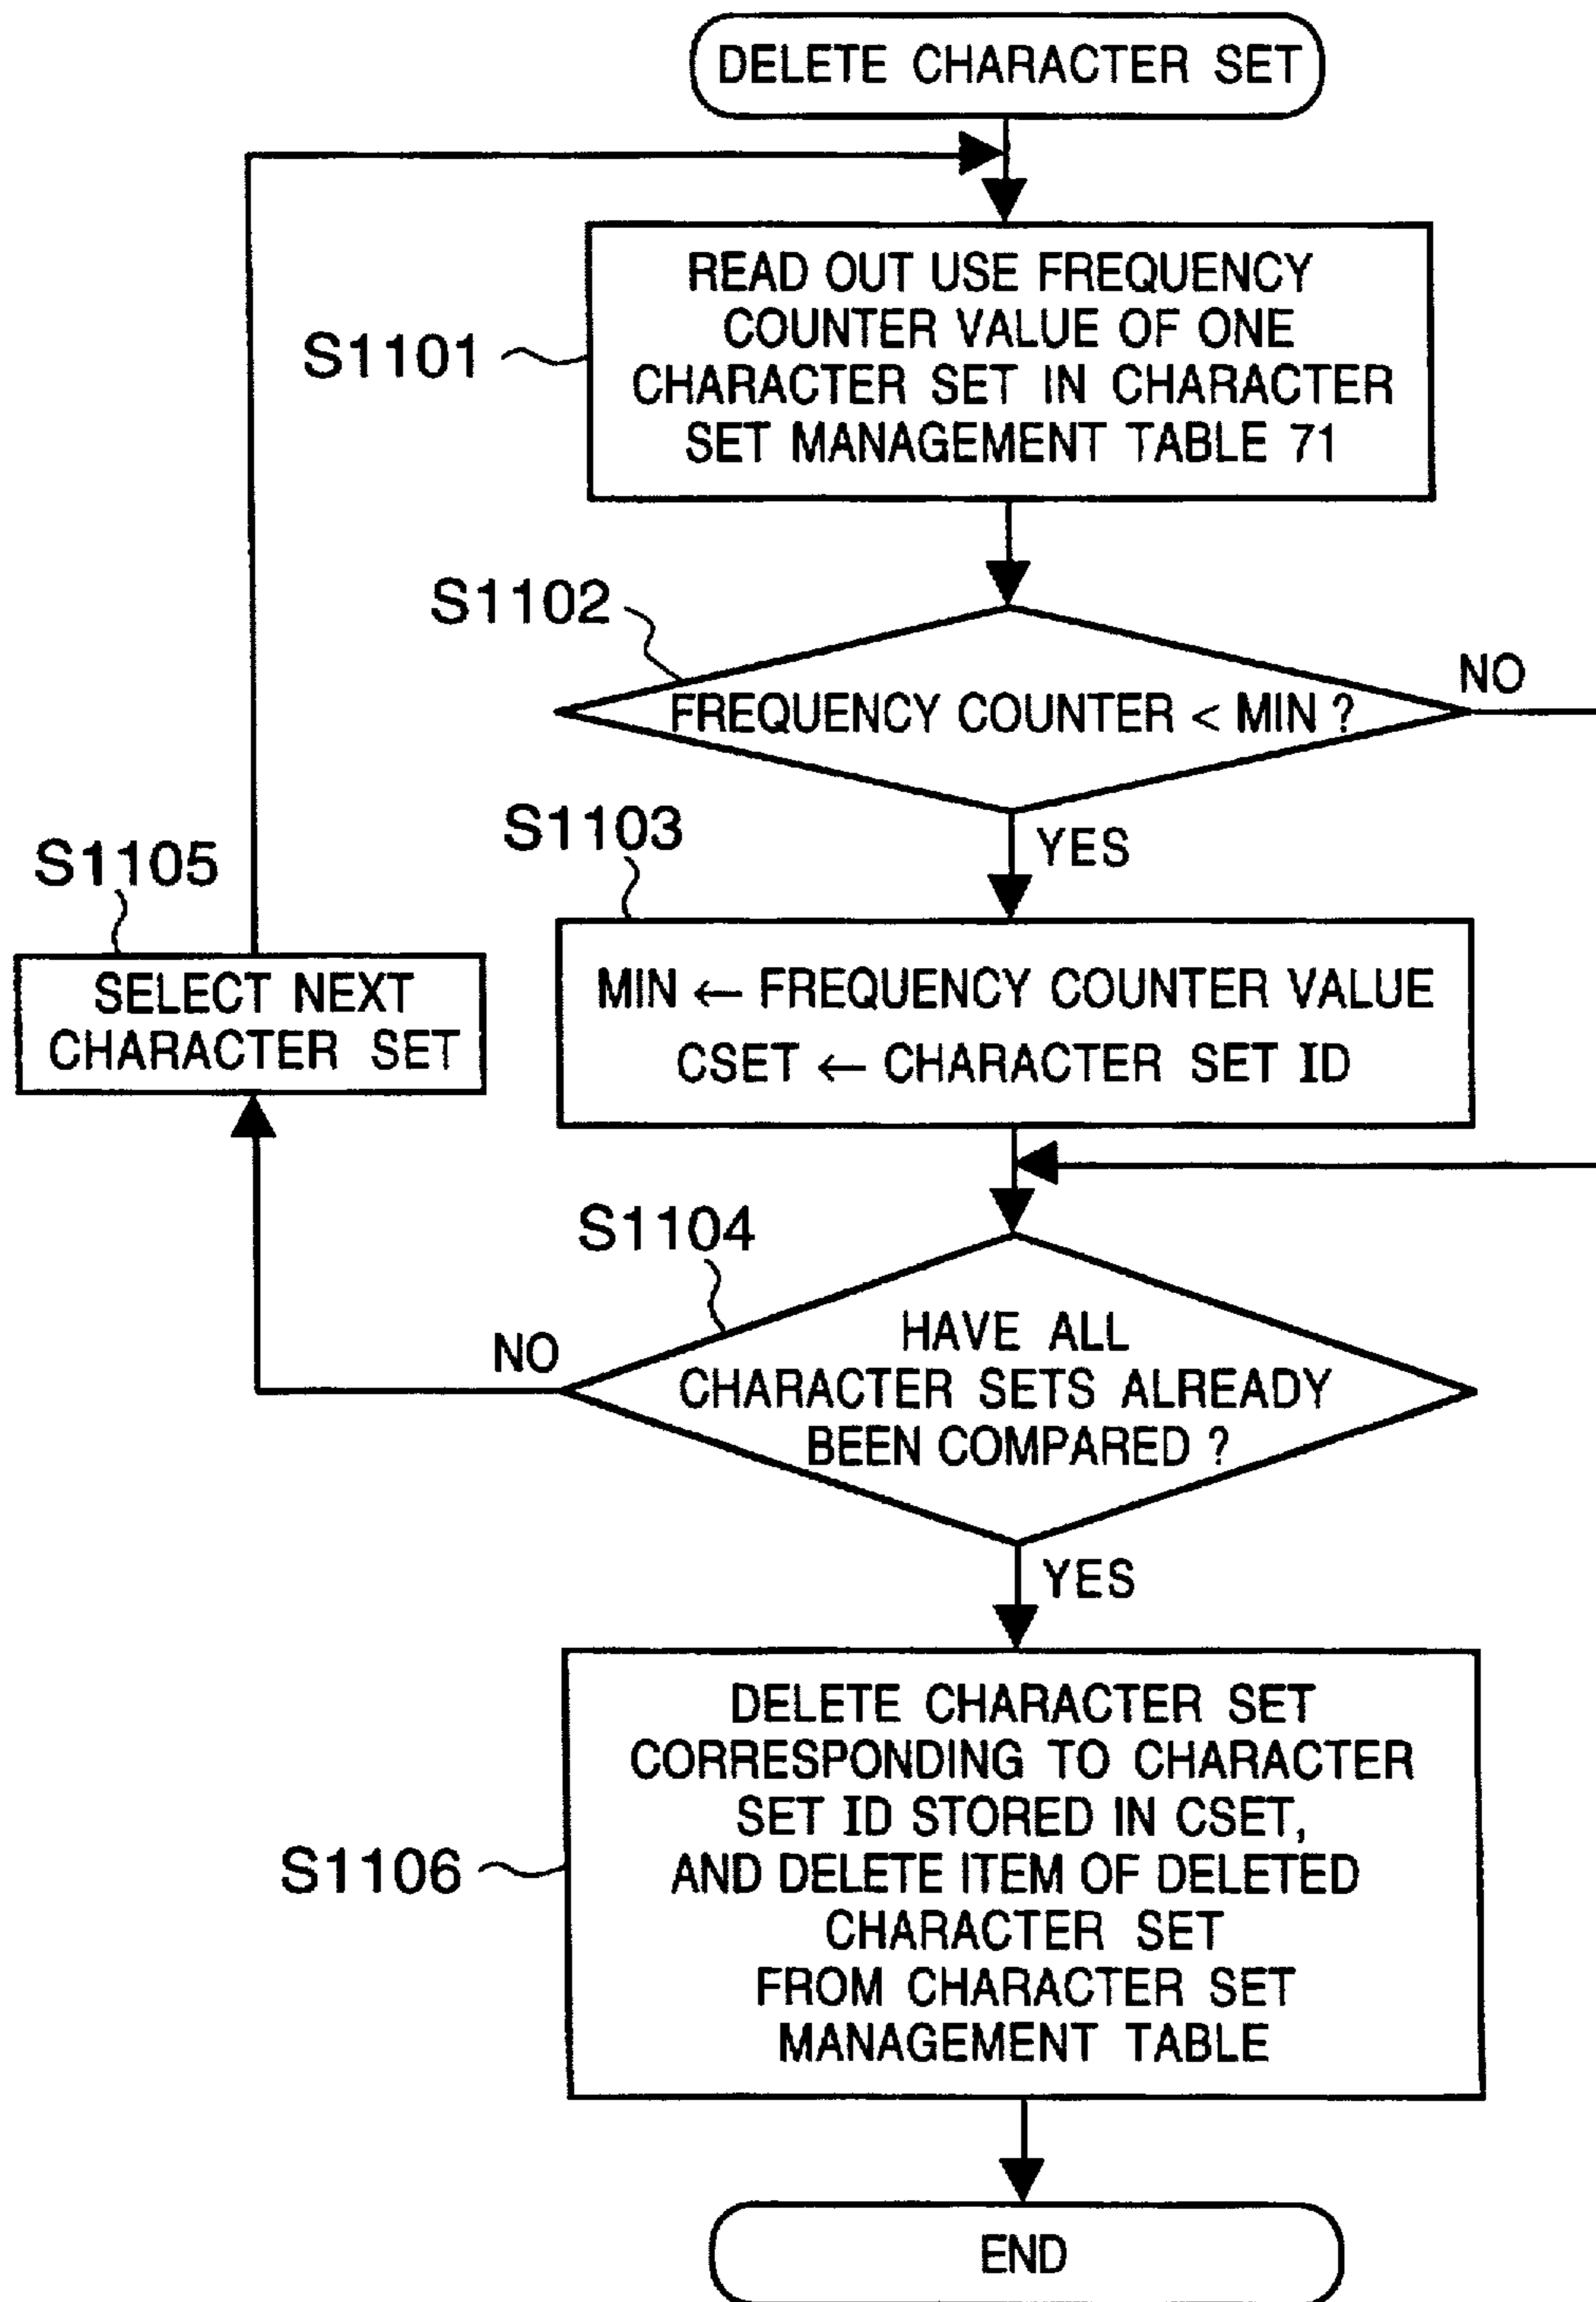 DELETE CHARACTER SET
S1101
READ OUT USE FREQUENCY
COUNTER VALUE OF ONE
CHARACTER SET IN CHARACTER
SET MANAGEMENT TABLE 71
S1102
FREQUENCY COUNTER < MIN ?
NO
YES
S1103
MIN ← FREQUENCY COUNTER VALUE
CSET ← CHARACTER SET ID
S1105
SELECT NEXT
CHARACTER SET
S1104
HAVE ALL
CHARACTER SETS ALREADY
BEEN COMPARED ?
NO
YES
S1106
DELETE CHARACTER SET
CORRESPONDING TO CHARACTER
SET ID STORED IN CSET,
AND DELETE ITEM OF DELETED
CHARACTER SET
FROM CHARACTER SET
MANAGEMENT TABLE
END